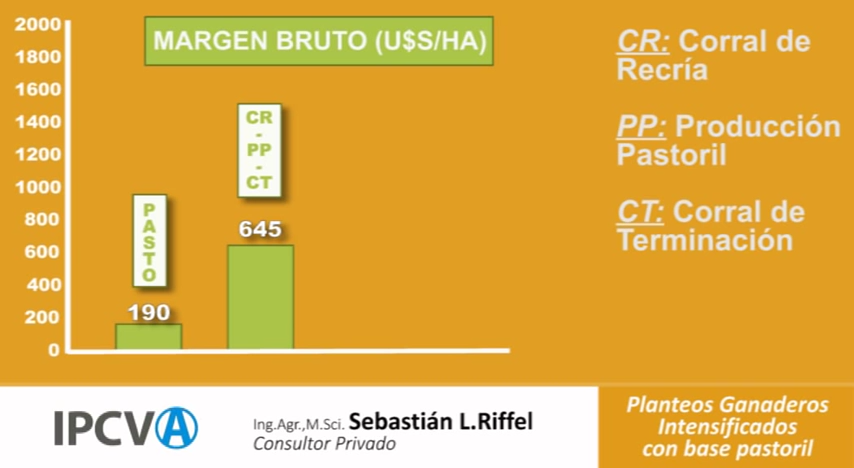 MARGEN BRUTO (U$S/HA)
2000
1800
1600
1400
1200
1000
800
600
400
200
0
PASTO
190
CR
-
PP
-
CT
645
CR: Corral de
Recría
PP: Producción
Pastoril
CT: Corral de
Terminación
IPCVA
Ing.Agr.,M.Sci. Sebastián L.Riffel
Consultor Privado
Planteos Ganaderos
Intensificados
con base pastoril